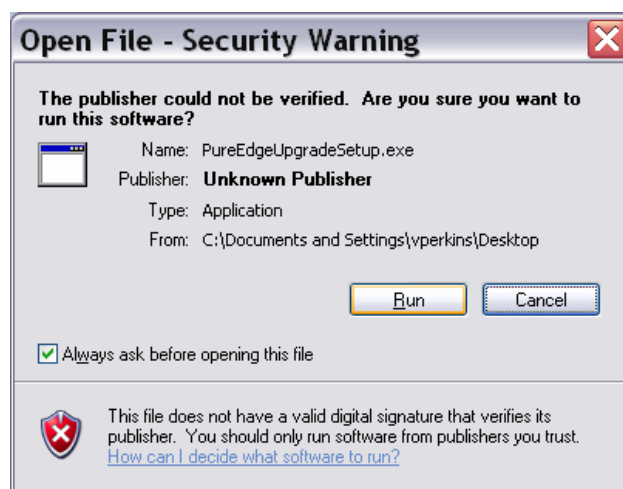 Open File - Security Warning
The publisher could not be verified.  Are you sure you want to
run this software?
Name: PureEdgeUpgradeSetup.exe
Publisher: Unknown Publisher
Type: Application
From: C:\Documents and Settings\vperkins\Desktop
Run Cancel
Always ask before opening this file
This file does not have a valid digital signature that verifies its
publisher.  You should only run software from publishers you trust.
How can I decide what software to run?